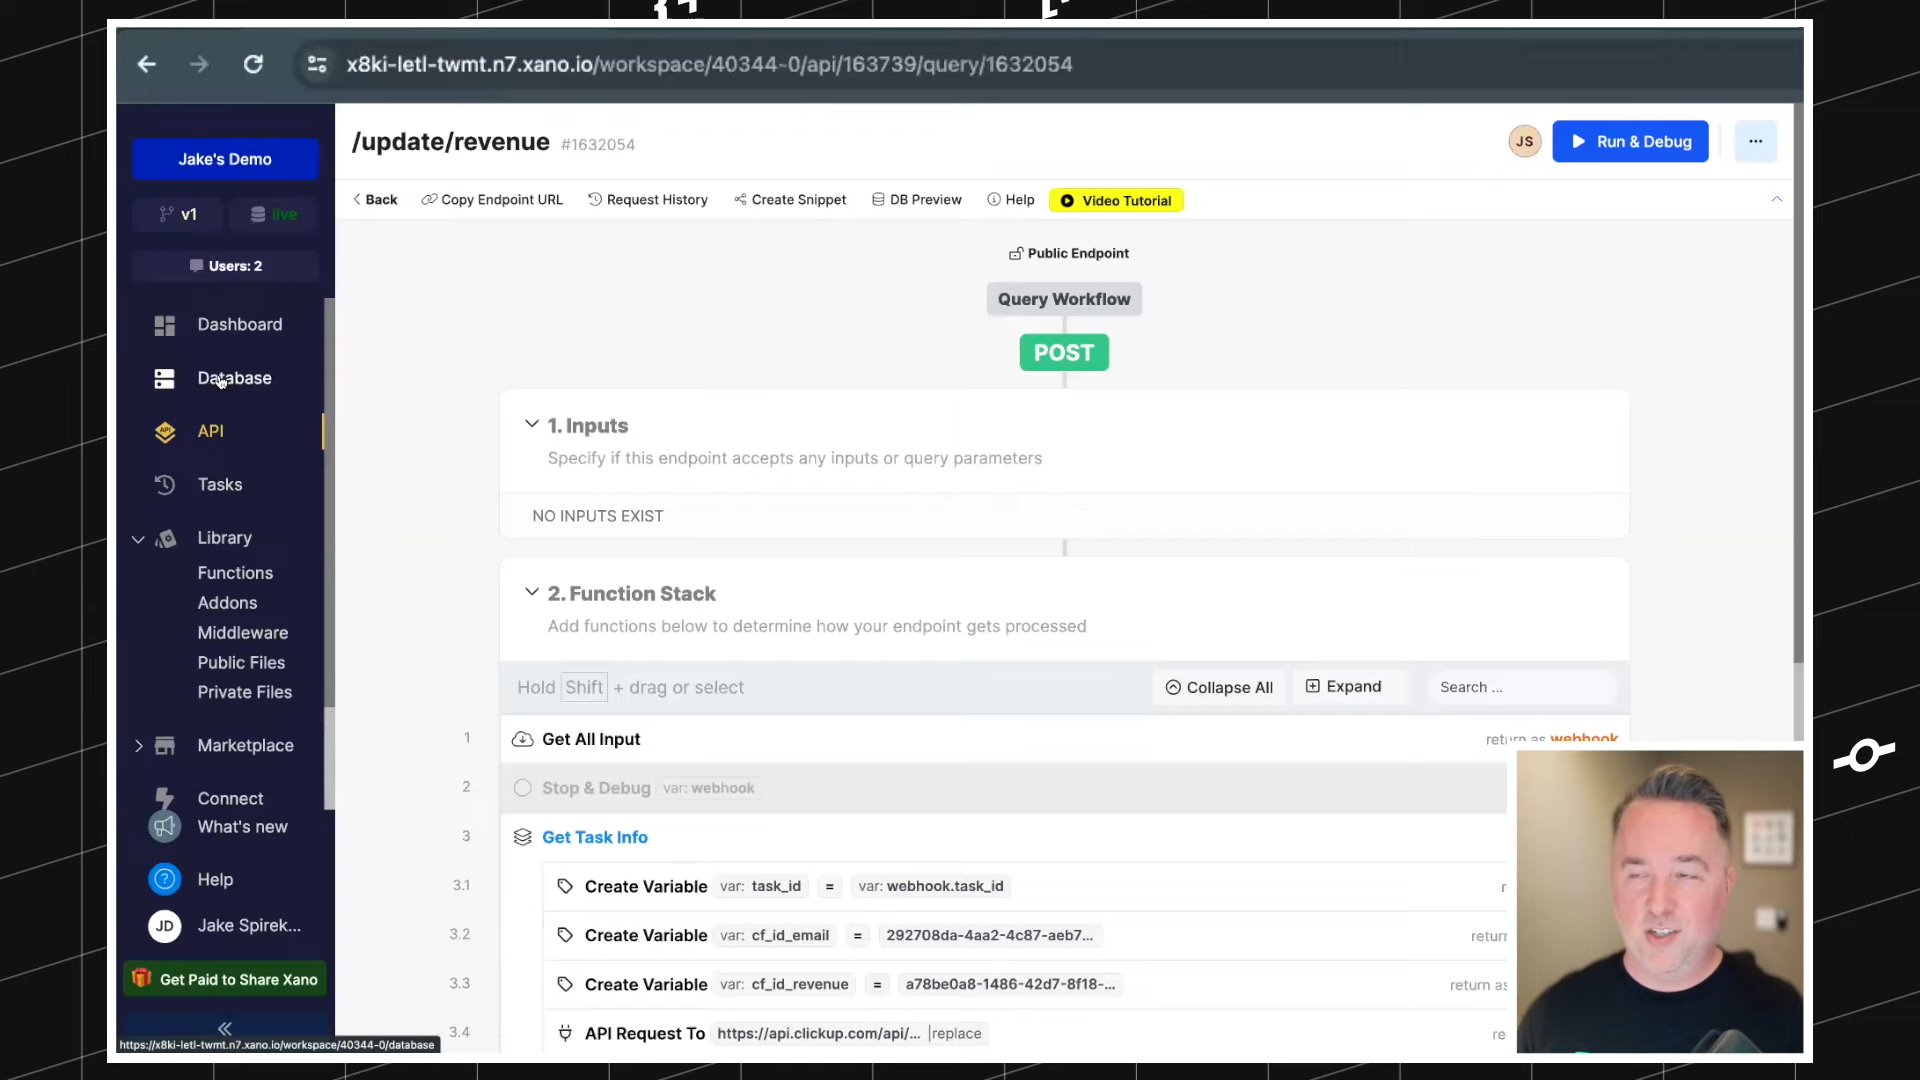 x8ki-letl-twmt.n7.xano.io/workspace/40344-0/api/163739/query/1632054
Jake's Demo
v1
live
Users: 2
Dashboard
Database
API
Tasks
Library
Functions
Addons
Middleware
Public Files
Private Files
Marketplace
Connect
What's new
Help
JD Jake Spirek...
Get Paid to Share Xano
https://x8ki-letl-twmt.n7.xano.io/workspace/40344-0/database
/update/revenue #1632054
JS
Run & Debug
Back
Copy Endpoint URL
Request History
Create Snippet
DB Preview
Help
Video Tutorial
Public Endpoint
Query Workflow
POST
1. Inputs
Specify if this endpoint accepts any inputs or query parameters
NO INPUTS EXIST
2. Function Stack
Add functions below to determine how your endpoint gets processed
Hold Shift + drag or select
Collapse All
Expand
Search ...
1 Get All Input return as webhook
2 Stop & Debug var: webhook
3 Get Task Info
3.1 Create Variable var: task_id = var: webhook.task_id
3.2 Create Variable var: cf_id_email = 292708da-4aa2-4c87-aeb7... return
3.3 Create Variable var: cf_id_revenue = a78be0a8-1486-42d7-8f18-... return as
3.4 API Request To https://api.clickup.com/api/... |replace re